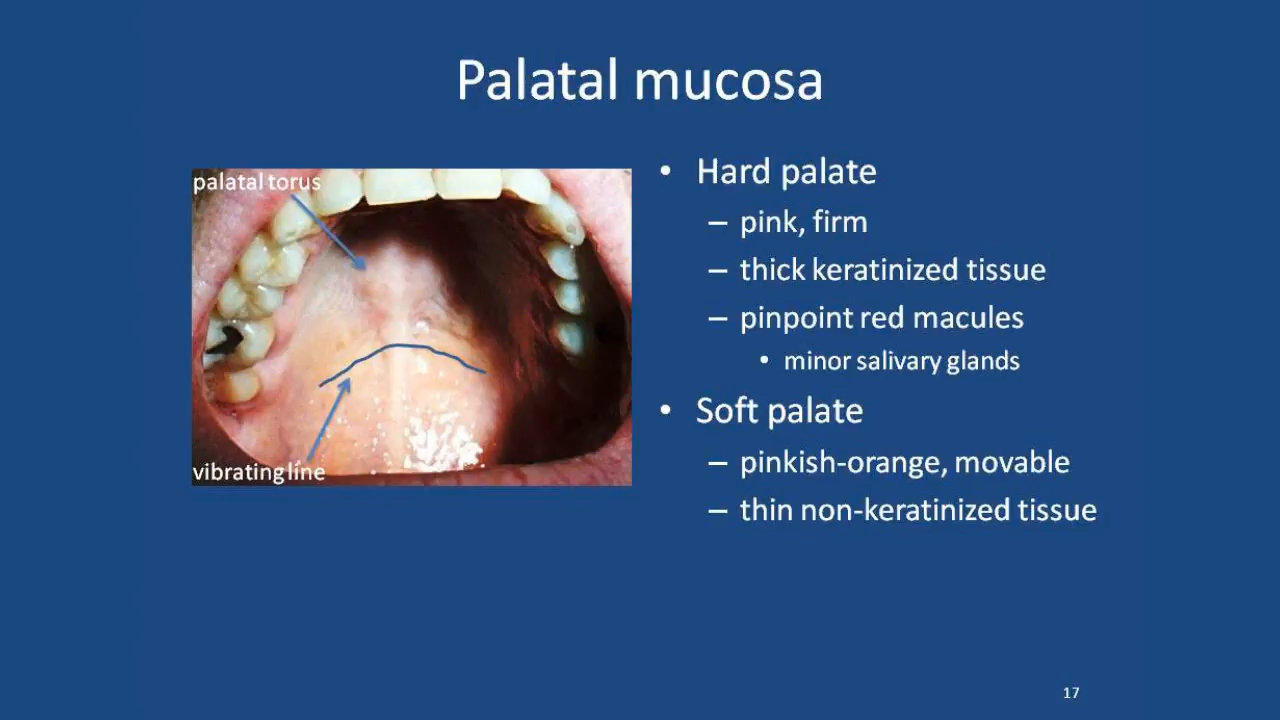 Palatal mucosa
palatal torus
vibrating line
• Hard palate
– pink, firm
– thick keratinized tissue
– pinpoint red macules
• minor salivary glands
• Soft palate
– pinkish-orange, movable
– thin non-keratinized tissue
17